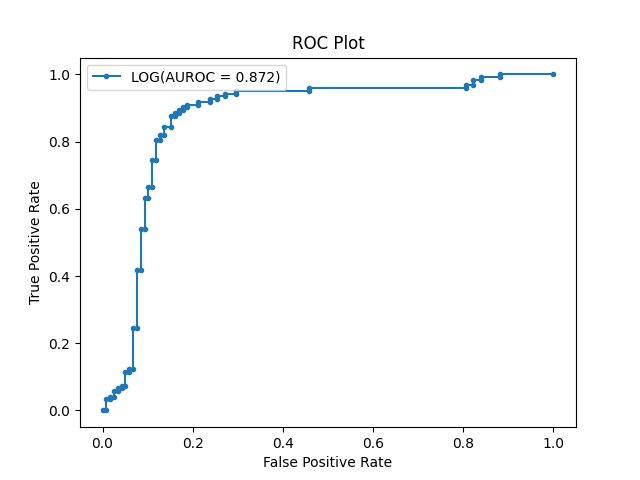 ROC Plot
LOG(AUROC = 0.872)
1.0
0.8
0.6
0.4
0.2
0.0
True Positive Rate
0.0 0.2 0.4 0.6 0.8 1.0
False Positive Rate